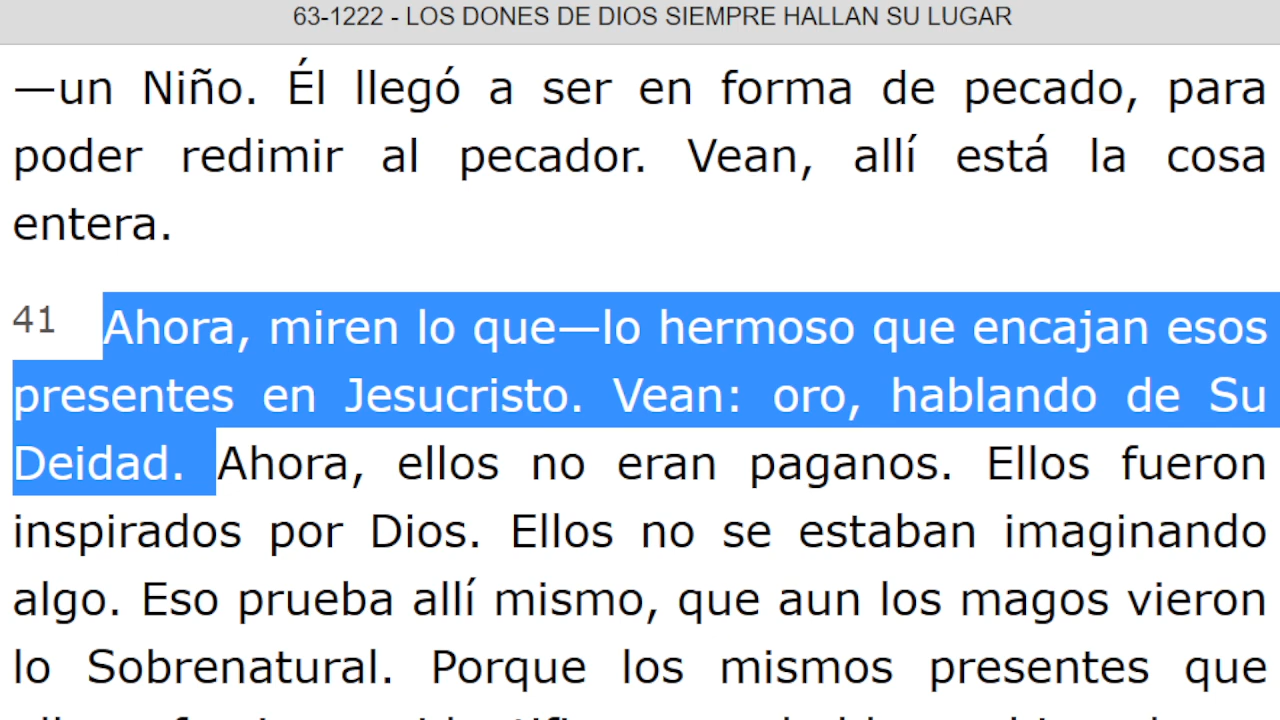 63-1222 - LOS DONES DE DIOS SIEMPRE HALLAN SU LUGAR
—un Niño. Él llegó a ser en forma de pecado, para
poder redimir al pecador. Vean, allí está la cosa
entera.
41 Ahora, miren lo que—lo hermoso que encajan esos
presentes en Jesucristo. Vean: oro, hablando de Su
Deidad. Ahora, ellos no eran paganos. Ellos fueron
inspirados por Dios. Ellos no se estaban imaginando
algo. Eso prueba allí mismo, que aun los magos vieron
lo Sobrenatural. Porque los mismos presentes que